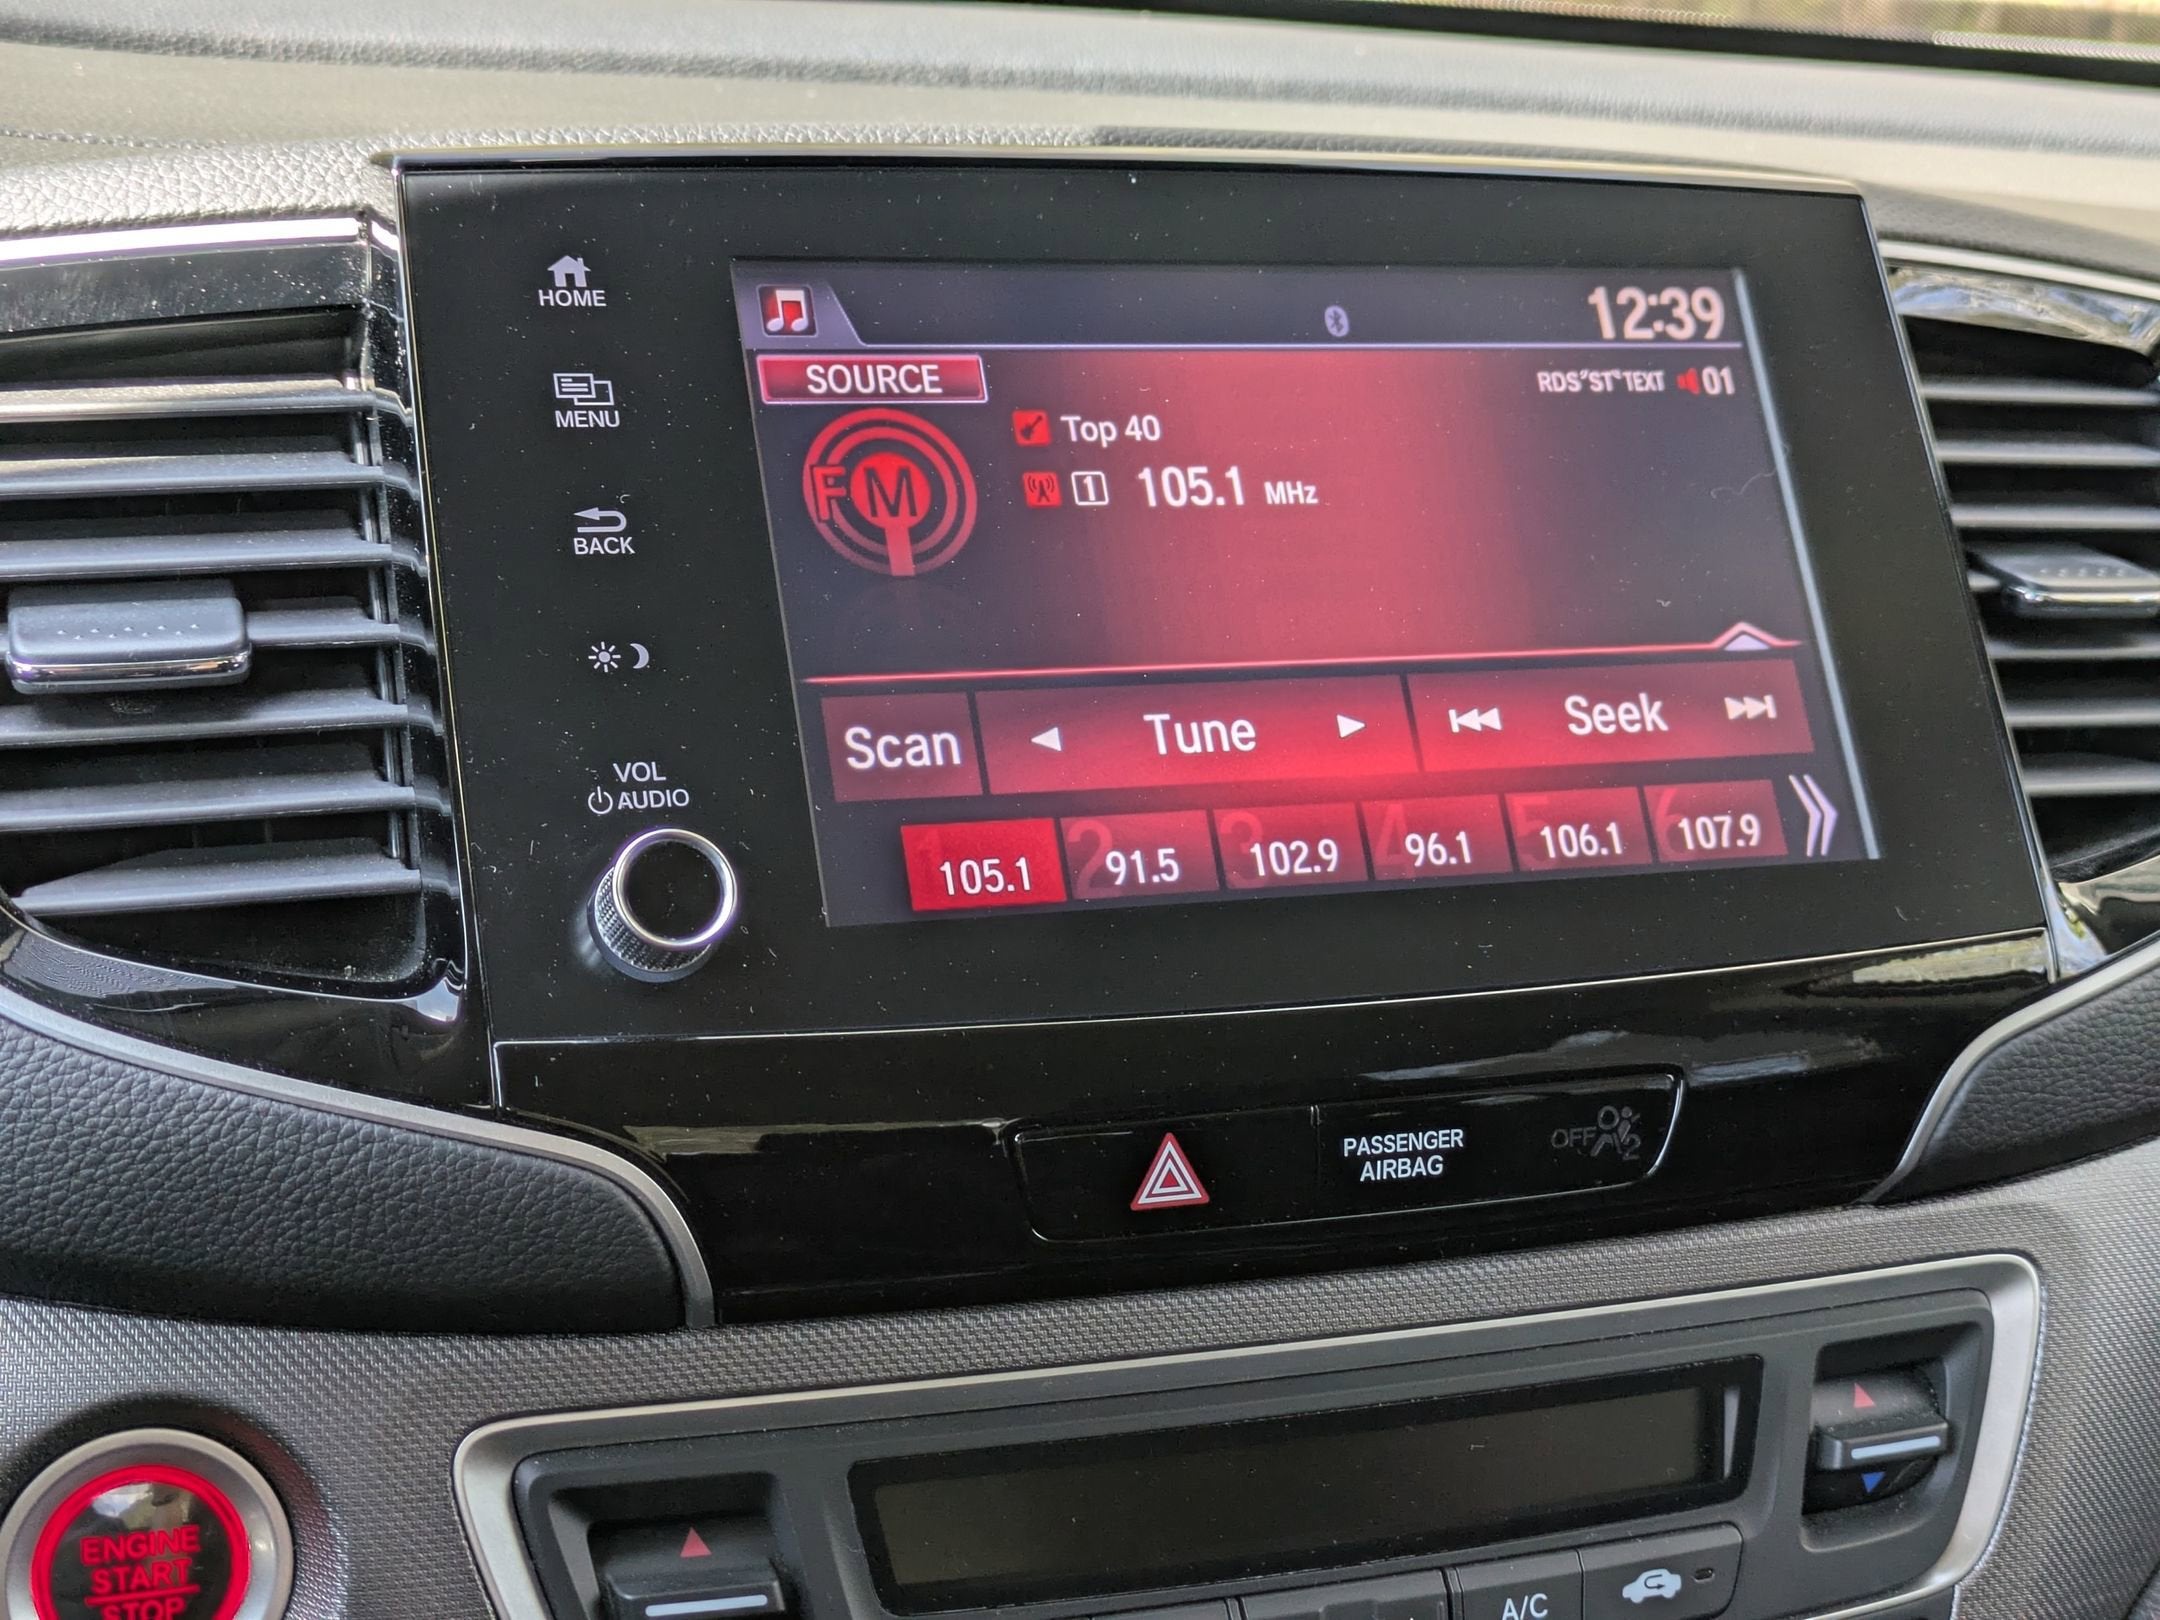 HOME
MENU
BACK
VOL
AUDIO
12:39
SOURCE
RDS ST TEXT 01
FM
Top 40
1 105.1 MHz
Scan Tune Seek
1 105.1 2 91.5 3 102.9 4 96.1 5 106.1 6 107.9
PASSENGER
AIRBAG
OFF 2
ENGINE
START
STOP
A/C